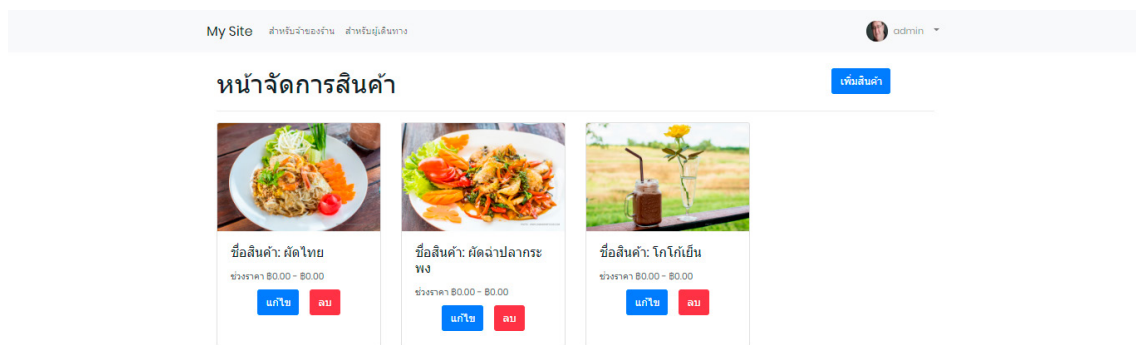 My Site สำหรับเจ้าของร้าน สำหรับผู้เดินทาง admin
หน้าจัดการสินค้า เพิ่มสินค้า
ชื่อสินค้า: ผัดไทย
ช่วงราคา ฿0.00 - ฿0.00
แก้ไข ลบ
ชื่อสินค้า: ผัดฉ่าปลากระ
พง
ช่วงราคา ฿0.00 - ฿0.00
แก้ไข ลบ
ชื่อสินค้า: โกโก้เย็น
ช่วงราคา ฿0.00 - ฿0.00
แก้ไข ลบ